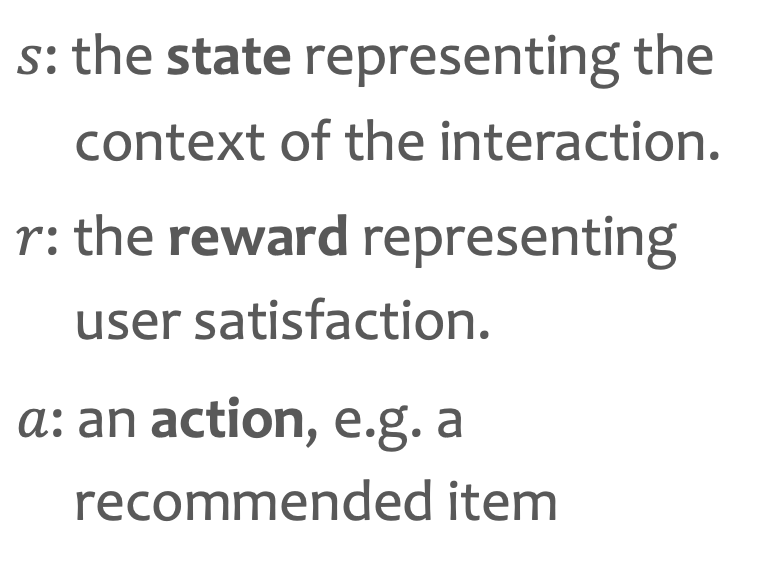 s: the state representing the
context of the interaction.
r: the reward representing
user satisfaction.
a: an action, e.g. a
recommended item